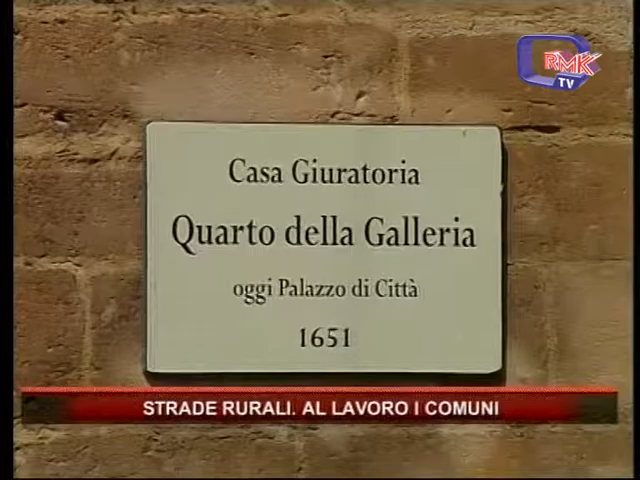 RMK
TV
Casa Giuratoria
Quarto della Galleria
oggi Palazzo di Città
1651
STRADE RURALI. AL LAVORO I COMUNI